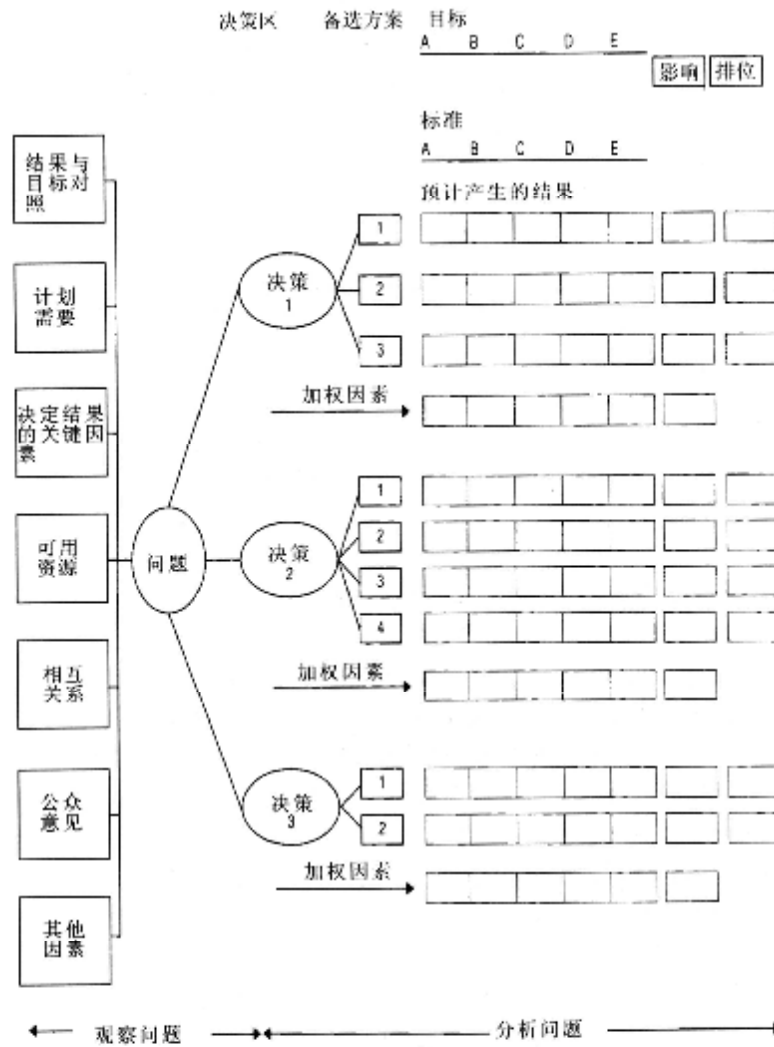 决策区 备选方案 目标
A B C D E
影响 排位
标准
A B C D E
预计产生的结果
结果与
目标对
照
计划
需要
决定结果
的关键因
素
可用
资源
相互
关系
公众
意见
其他
因素
问题
决策
1
1
2
3
加权因素
决策
2
1
2
3
4
加权因素
决策
3
1
2
加权因素
观察问题
分析问题